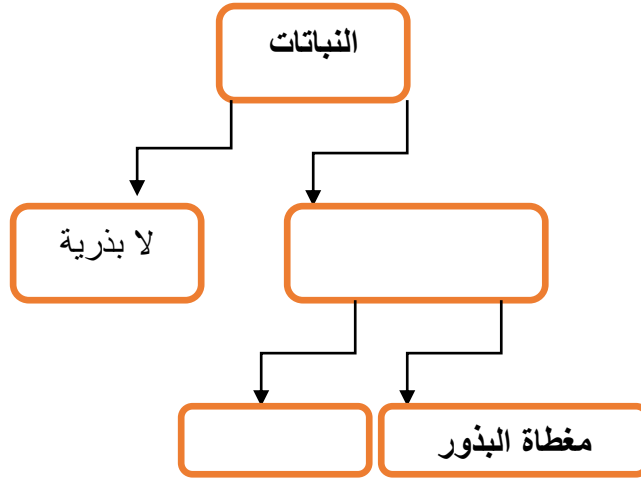 النباتات
لا بذرية
مغطاة البذور